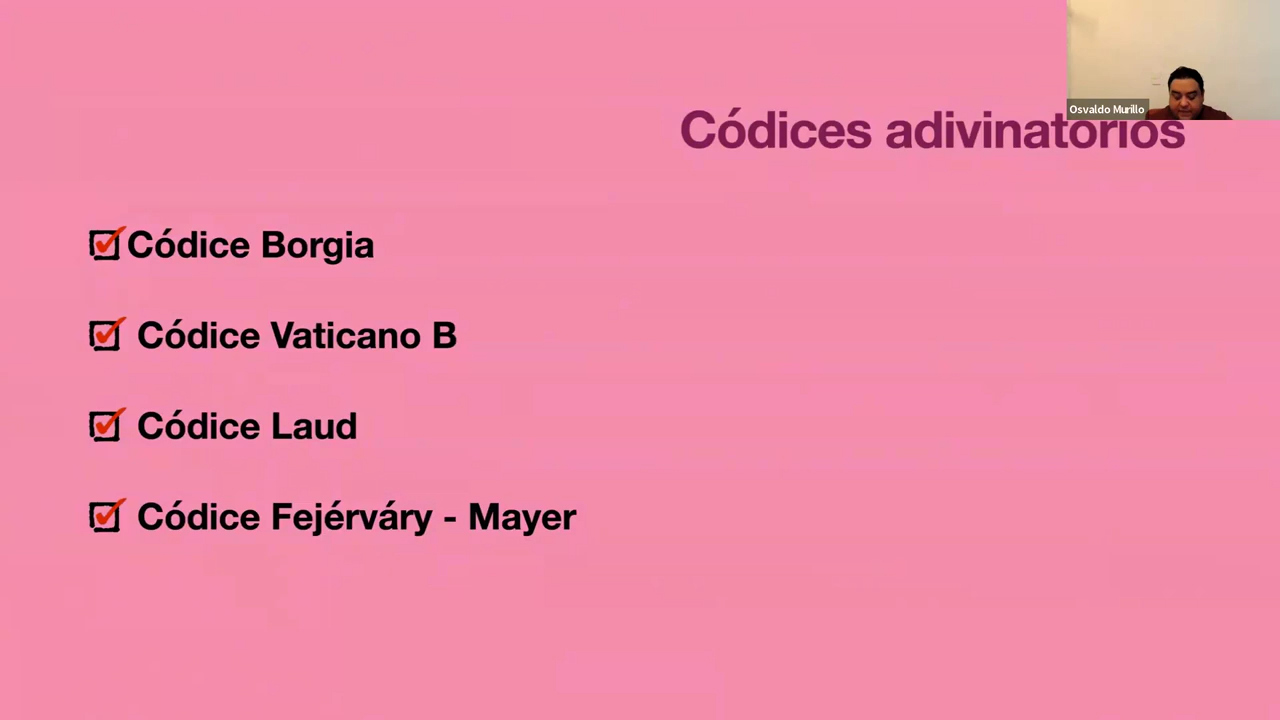 Osvaldo Murillo
Códices adivinatorios
Códice Borgia
Códice Vaticano B
Códice Laud
Códice Fejérváry - Mayer